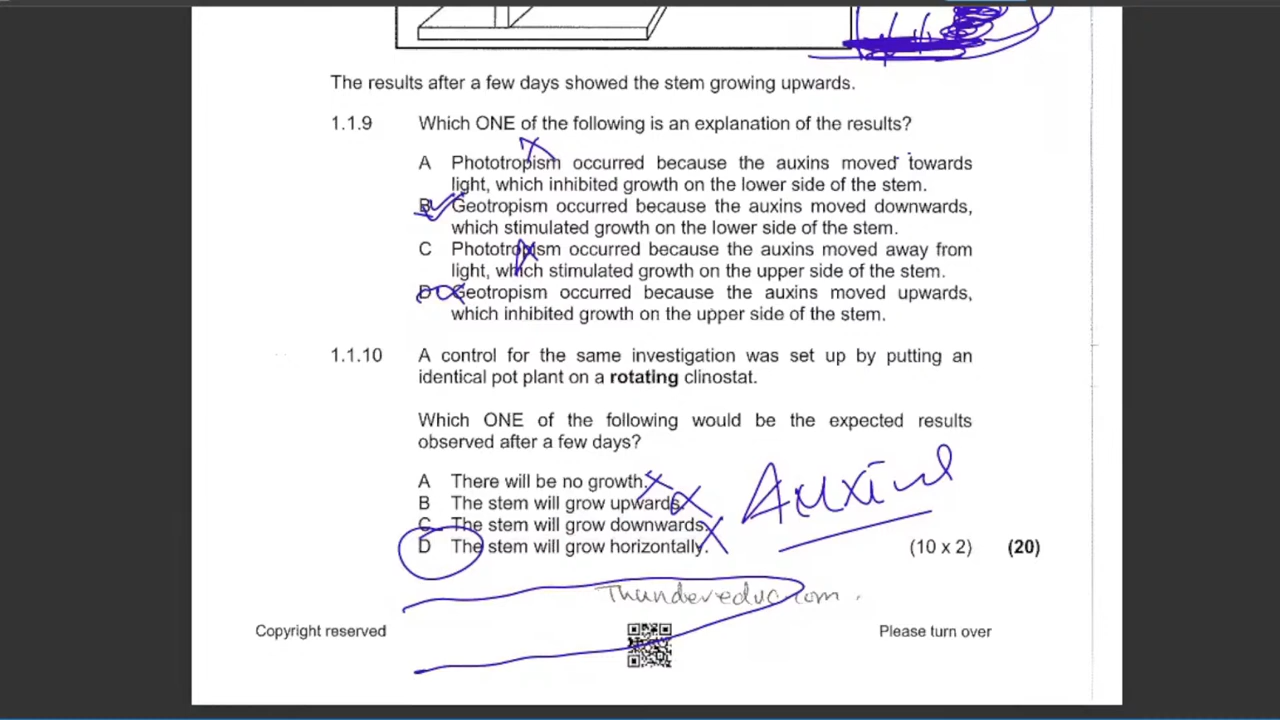 The results after a few days showed the stem growing upwards.
1.1.9 Which ONE of the following is an explanation of the results?
A Phototropism occurred because the auxins moved towards
light, which inhibited growth on the lower side of the stem.
B Geotropism occurred because the auxins moved downwards,
which stimulated growth on the lower side of the stem.
C Phototropism occurred because the auxins moved away from
light, which stimulated growth on the upper side of the stem.
D Geotropism occurred because the auxins moved upwards,
which inhibited growth on the upper side of the stem.
1.1.10 A control for the same investigation was set up by putting an
identical pot plant on a rotating clinostat.
Which ONE of the following would be the expected results
observed after a few days?
A There will be no growth.
B The stem will grow upwards.
C The stem will grow downwards.
D The stem will grow horizontally. (10 x 2) (20)
Auxins
Thundereduc.com.
Copyright reserved Please turn over